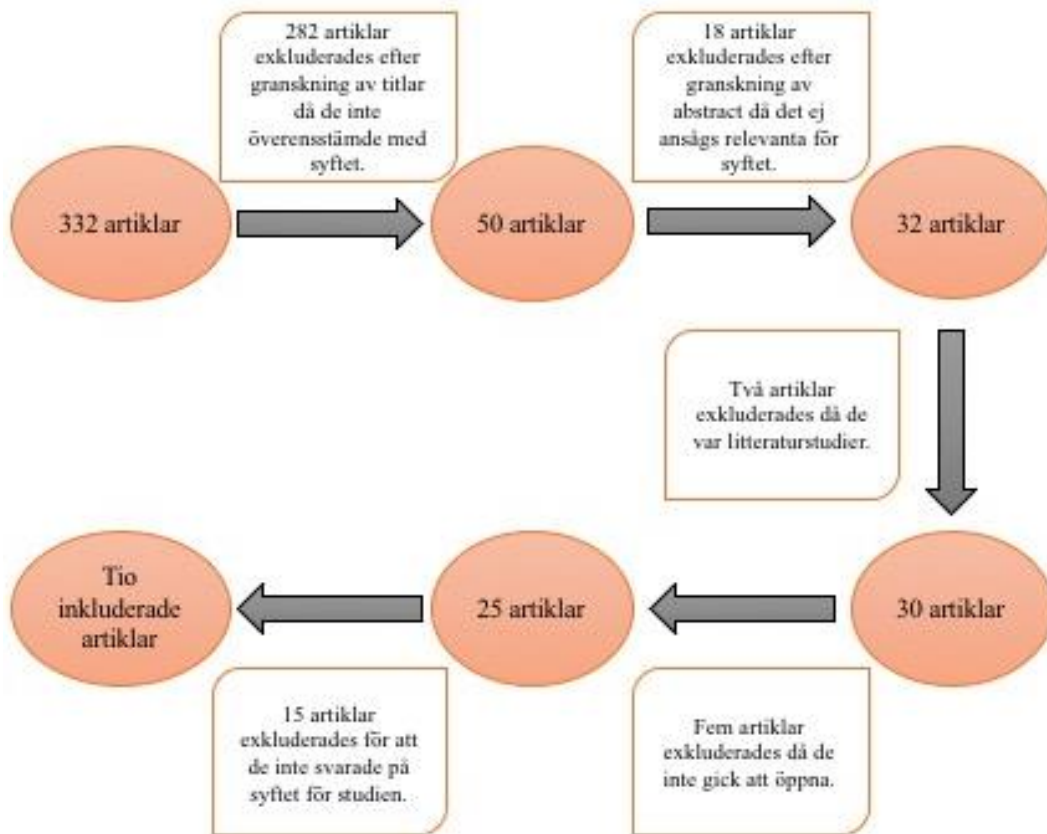 332 artiklar
282 artiklar
exkluderades efter
granskning av titlar
då de inte
överensstämde med
syftet.
50 artiklar
18 artiklar
exkluderades efter
granskning av
abstract då det ej
ansågs relevanta för
syftet.
32 artiklar
Två artiklar
exkluderades då de
var litteraturstudier.
30 artiklar
Fem artiklar
exkluderades då de
inte gick att öppna.
25 artiklar
15 artiklar
exkluderades för att
de inte svarade på
syftet för studien.
Tio
inkluderade
artiklar